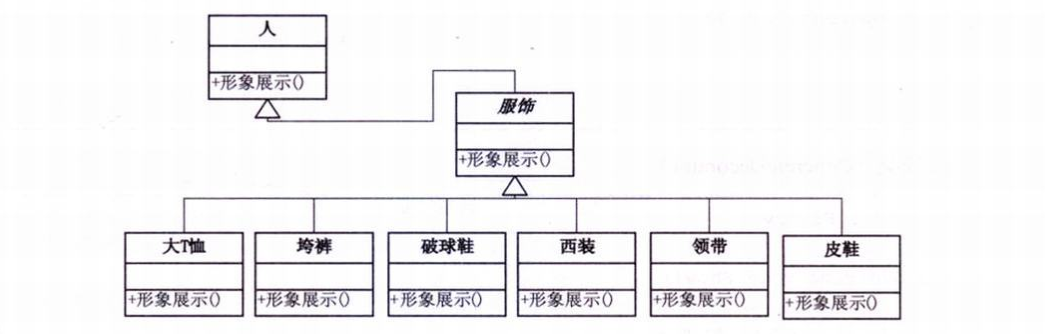 人
+形象展示()
服饰
+形象展示()
大T恤 垮裤 破球鞋 西装 领带 皮鞋
+形象展示() +形象展示() +形象展示() +形象展示() +形象展示() +形象展示()